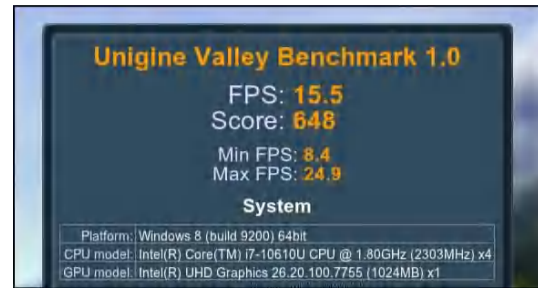 Unigine Valley Benchmark 1.0
FPS: 15.5
Score: 648
Min FPS: 8.4
Max FPS: 24.9
System
Platform: Windows 8 (build 9200) 64bit
CPU model: Intel(R) Core(TM) i7-10610U CPU @ 1.80GHz (2303MHz) x4
GPU model: Intel(R) UHD Graphics 26.20.100.7755 (1024MB) x1